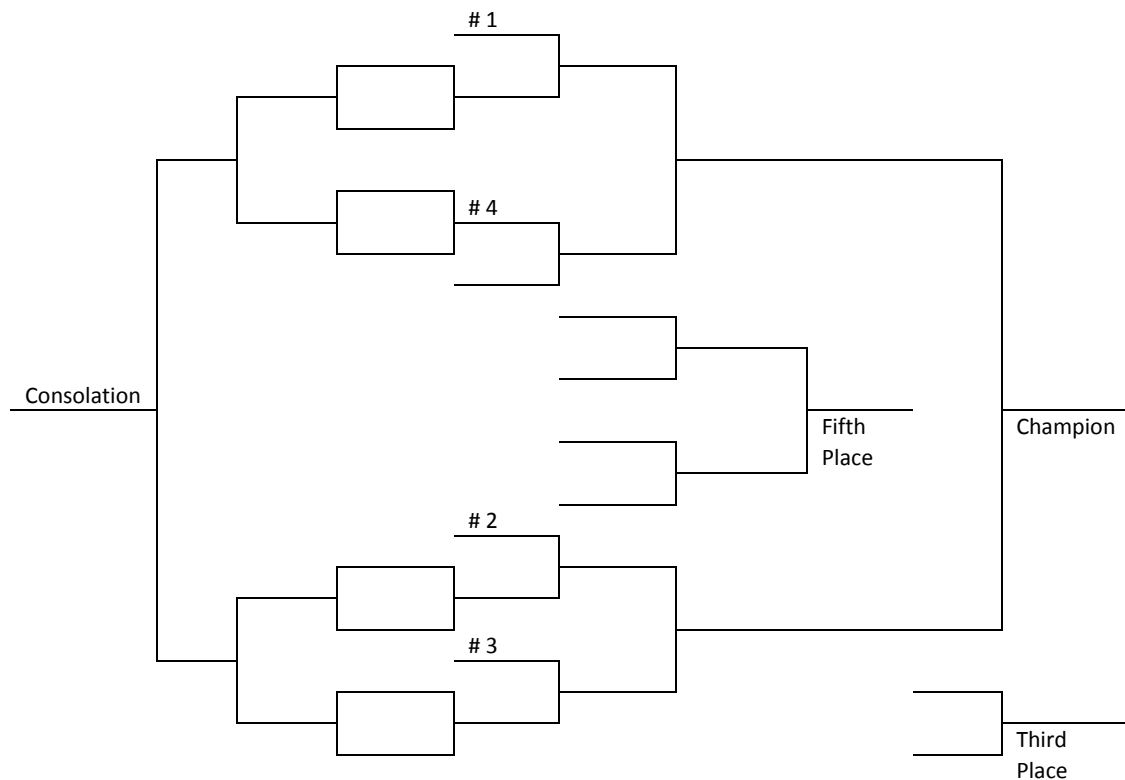 # 1
# 4
Consolation
Fifth
Place
Champion
# 2
# 3
Third
Place